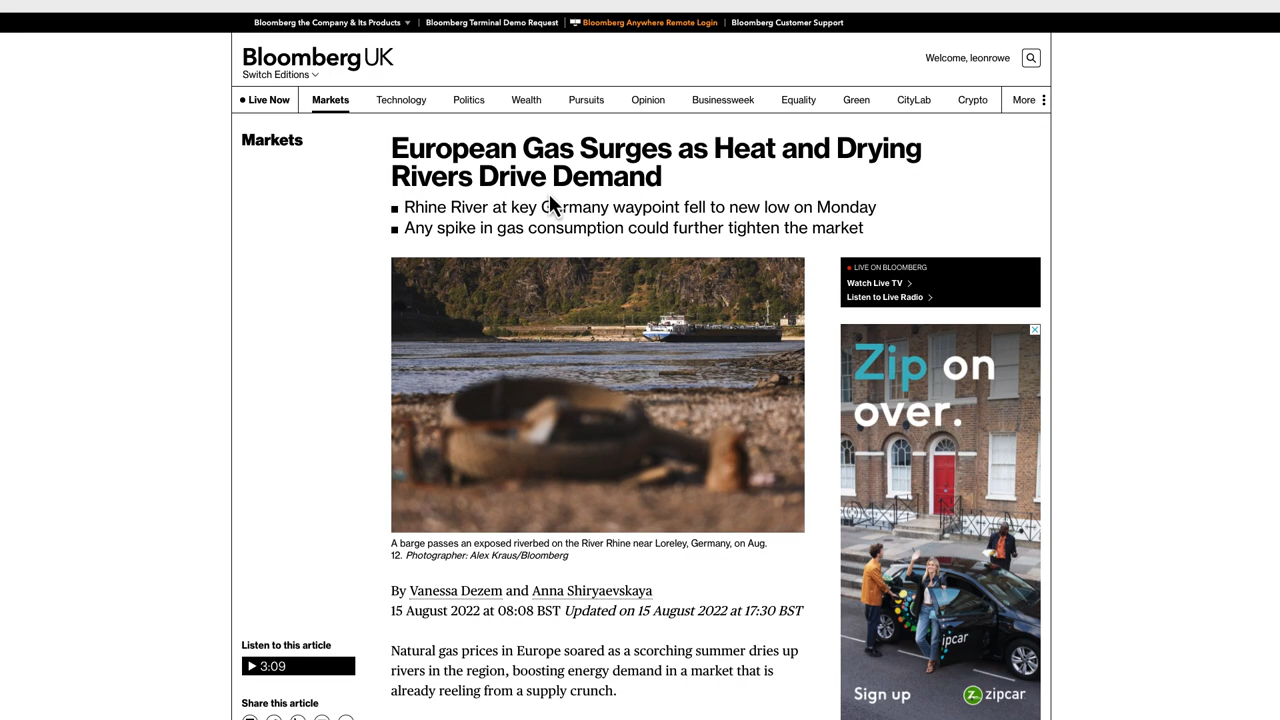 Bloomberg the Company & Its Products
Bloomberg Terminal Demo Request
Bloomberg Anywhere Remote Login
Bloomberg Customer Support
Bloomberg UK
Switch Editions
Welcome, leonrowe
Live Now
Markets
Technology
Politics
Wealth
Pursuits
Opinion
Businessweek
Equality
Green
CityLab
Crypto
More
Markets
European Gas Surges as Heat and Drying
Rivers Drive Demand
Rhine River at key Germany waypoint fell to new low on Monday
Any spike in gas consumption could further tighten the market
LIVE ON BLOOMBERG
Watch Live TV
Listen to Live Radio
Zip on
over.
ipcar
Sign up
zipcar
A barge passes an exposed riverbed on the River Rhine near Loreley, Germany, on Aug.
12. Photographer: Alex Kraus/Bloomberg
By Vanessa Dezem and Anna Shiryaevskaya
15 August 2022 at 08:08 BST Updated on 15 August 2022 at 17:30 BST
Listen to this article
3:09
Share this article
Natural gas prices in Europe soared as a scorching summer dries up
rivers in the region, boosting energy demand in a market that is
already reeling from a supply crunch.